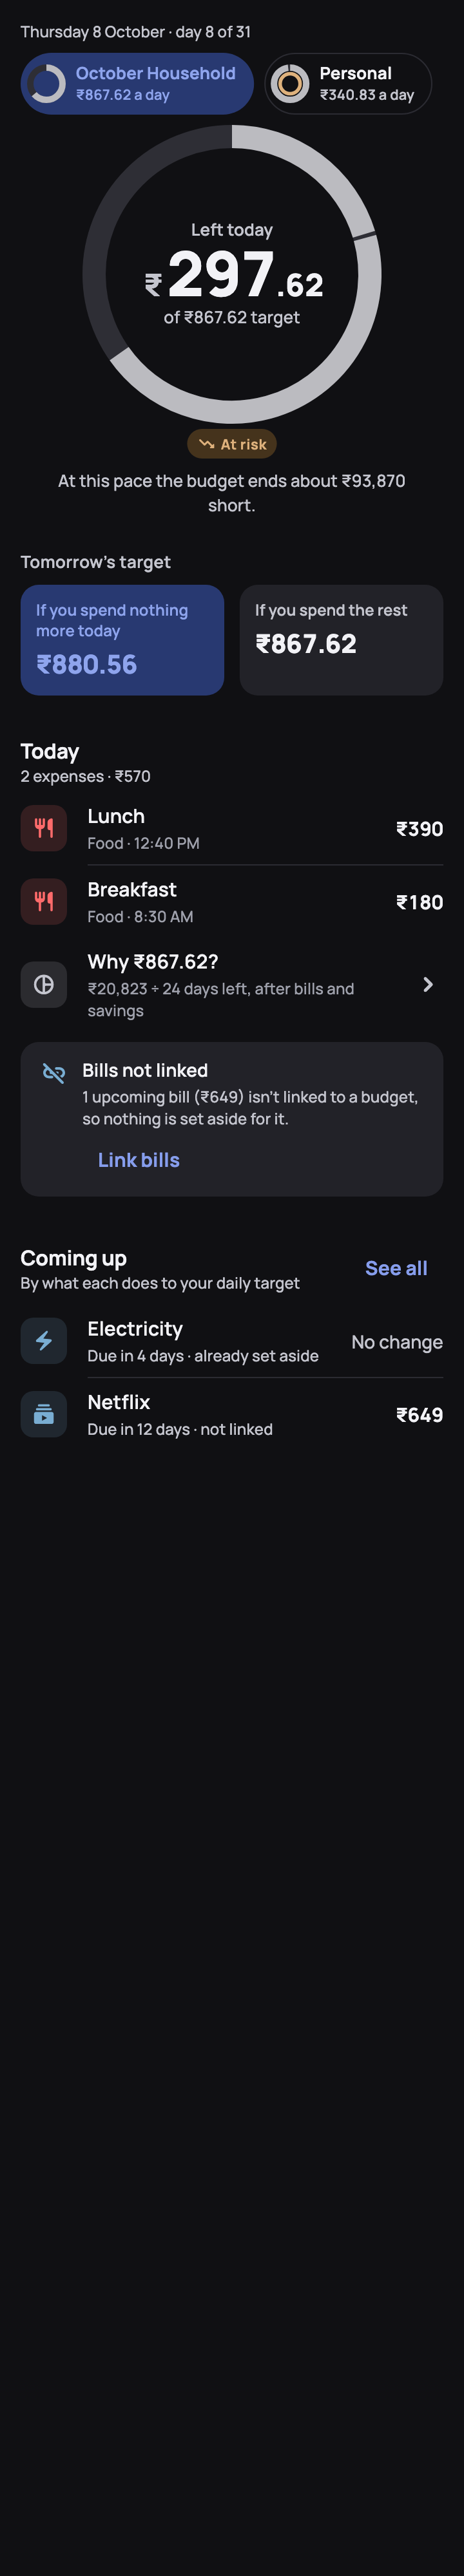 Thursday 8 October · day 8 of 31
October Household
₹867.62 a day
Personal
₹340.83 a day
Left today
₹297.62
of ₹867.62 target
At risk
At this pace the budget ends about ₹93,870
short.
Tomorrow's target
If you spend nothing
more today
₹880.56
If you spend the rest
₹867.62
Today
2 expenses · ₹570
Lunch
Food · 12:40 PM
₹390
Breakfast
Food · 8:30 AM
₹180
Why ₹867.62?
₹20,823 ÷ 24 days left, after bills and
savings
Bills not linked
1 upcoming bill (₹649) isn't linked to a budget,
so nothing is set aside for it.
Link bills
Coming up
By what each does to your daily target
See all
Electricity
Due in 4 days · already set aside
No change
Netflix
Due in 12 days · not linked
₹649